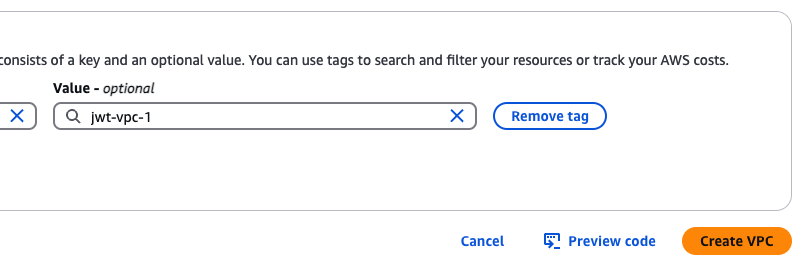 consists of a key and an optional value. You can use tags to search and filter your resources or track your AWS costs.
Value - optional
jwt-vpc-1
Remove tag
Cancel
Preview code
Create VPC